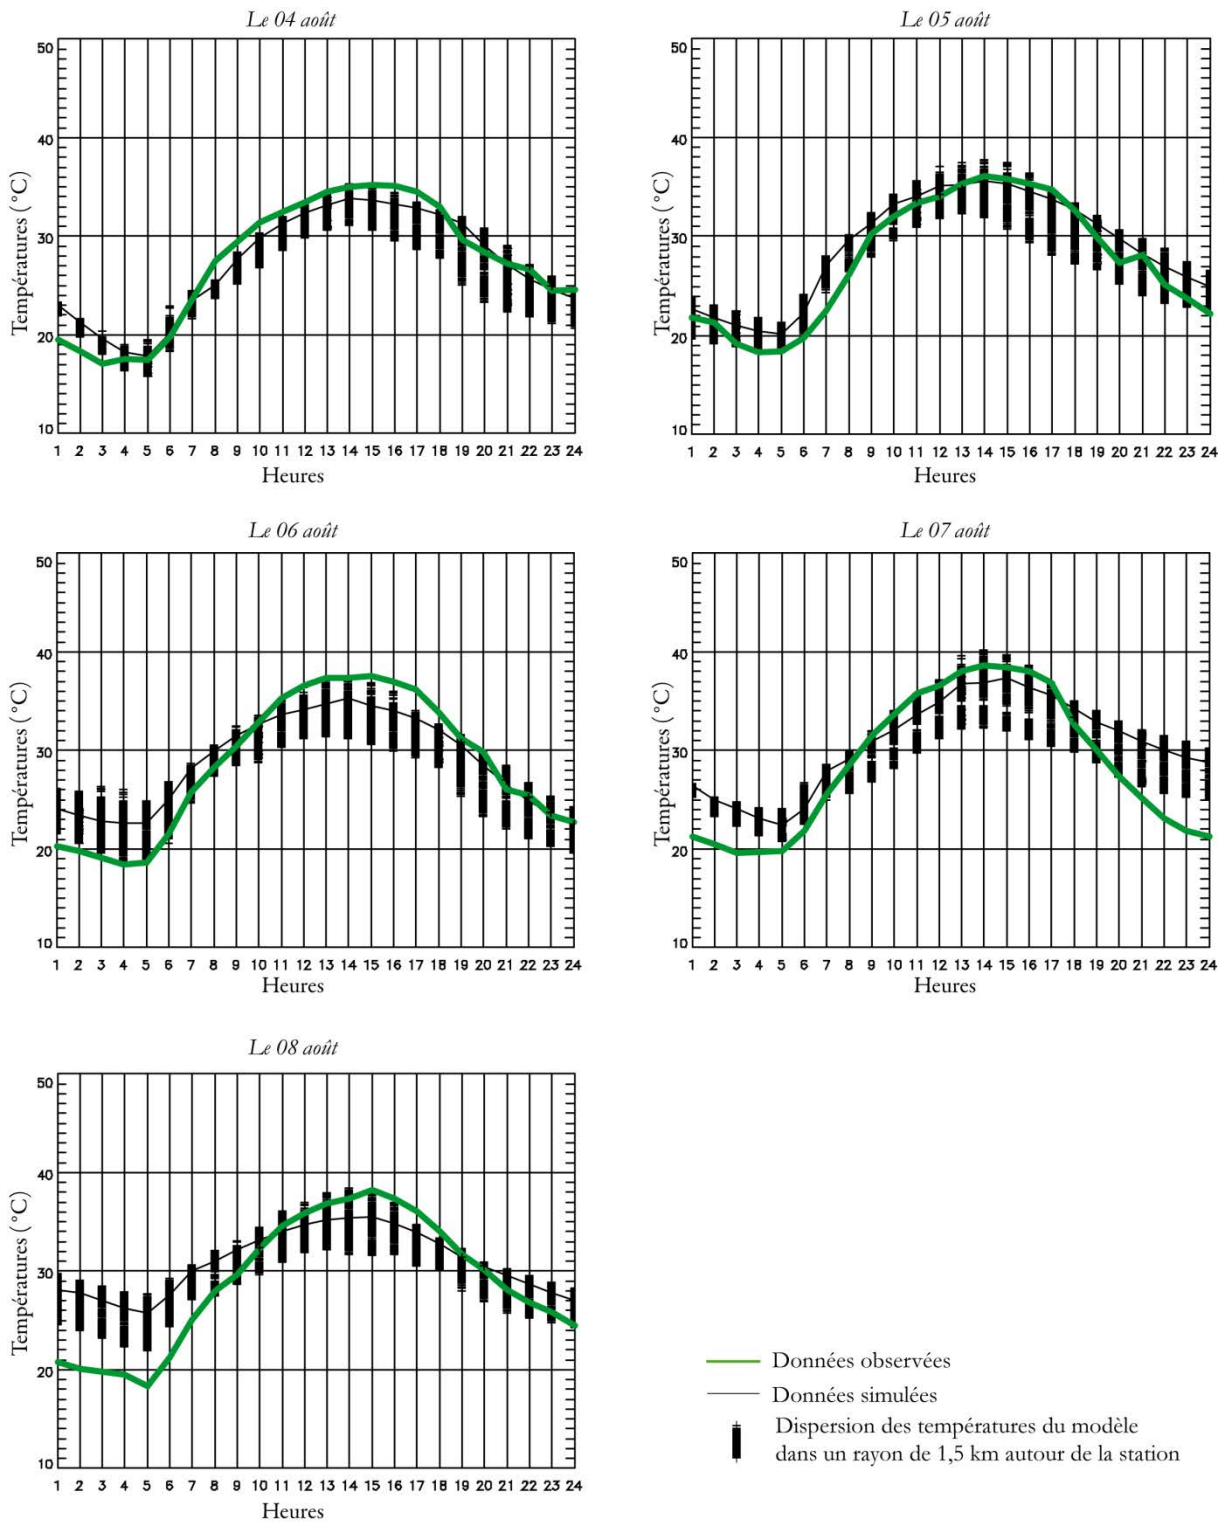 Le 04 août
50
40
30
20
10
Températures (°C)
1 2 3 4 5 6 7 8 9 10 11 12 13 14 15 16 17 18 19 20 21 22 23 24
Heures
Le 05 août
50
40
30
20
10
Températures (°C)
1 2 3 4 5 6 7 8 9 10 11 12 13 14 15 16 17 18 19 20 21 22 23 24
Heures
Le 06 août
50
40
30
20
10
Températures (°C)
1 2 3 4 5 6 7 8 9 10 11 12 13 14 15 16 17 18 19 20 21 22 23 24
Heures
Le 07 août
50
40
30
20
10
Températures (°C)
1 2 3 4 5 6 7 8 9 10 11 12 13 14 15 16 17 18 19 20 21 22 23 24
Heures
Le 08 août
50
40
30
20
10
Températures (°C)
1 2 3 4 5 6 7 8 9 10 11 12 13 14 15 16 17 18 19 20 21 22 23 24
Heures
Données observées
Données simulées
Dispersion des températures du modèle
dans un rayon de 1,5 km autour de la station